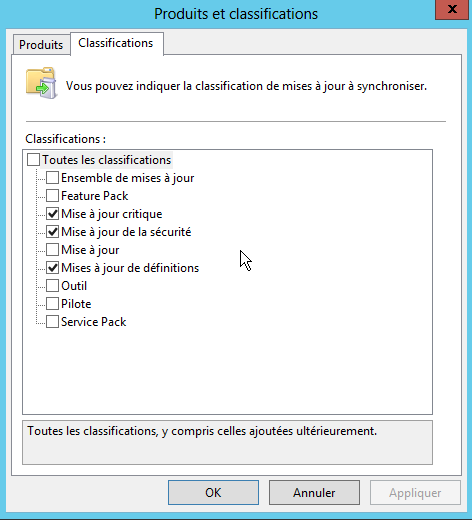 Produits et classifications
x
Produits
Classifications
Vous pouvez indiquer la classification de mises à jour à synchroniser.
Classifications :
Toutes les classifications
Ensemble de mises à jour
Feature Pack
Mise à jour critique
Mise à jour de la sécurité
Mise à jour
Mises à jour de définitions
Outil
Pilote
Service Pack
Toutes les classifications, y compris celles ajoutées ultérieurement.
OK
Annuler
Appliquer